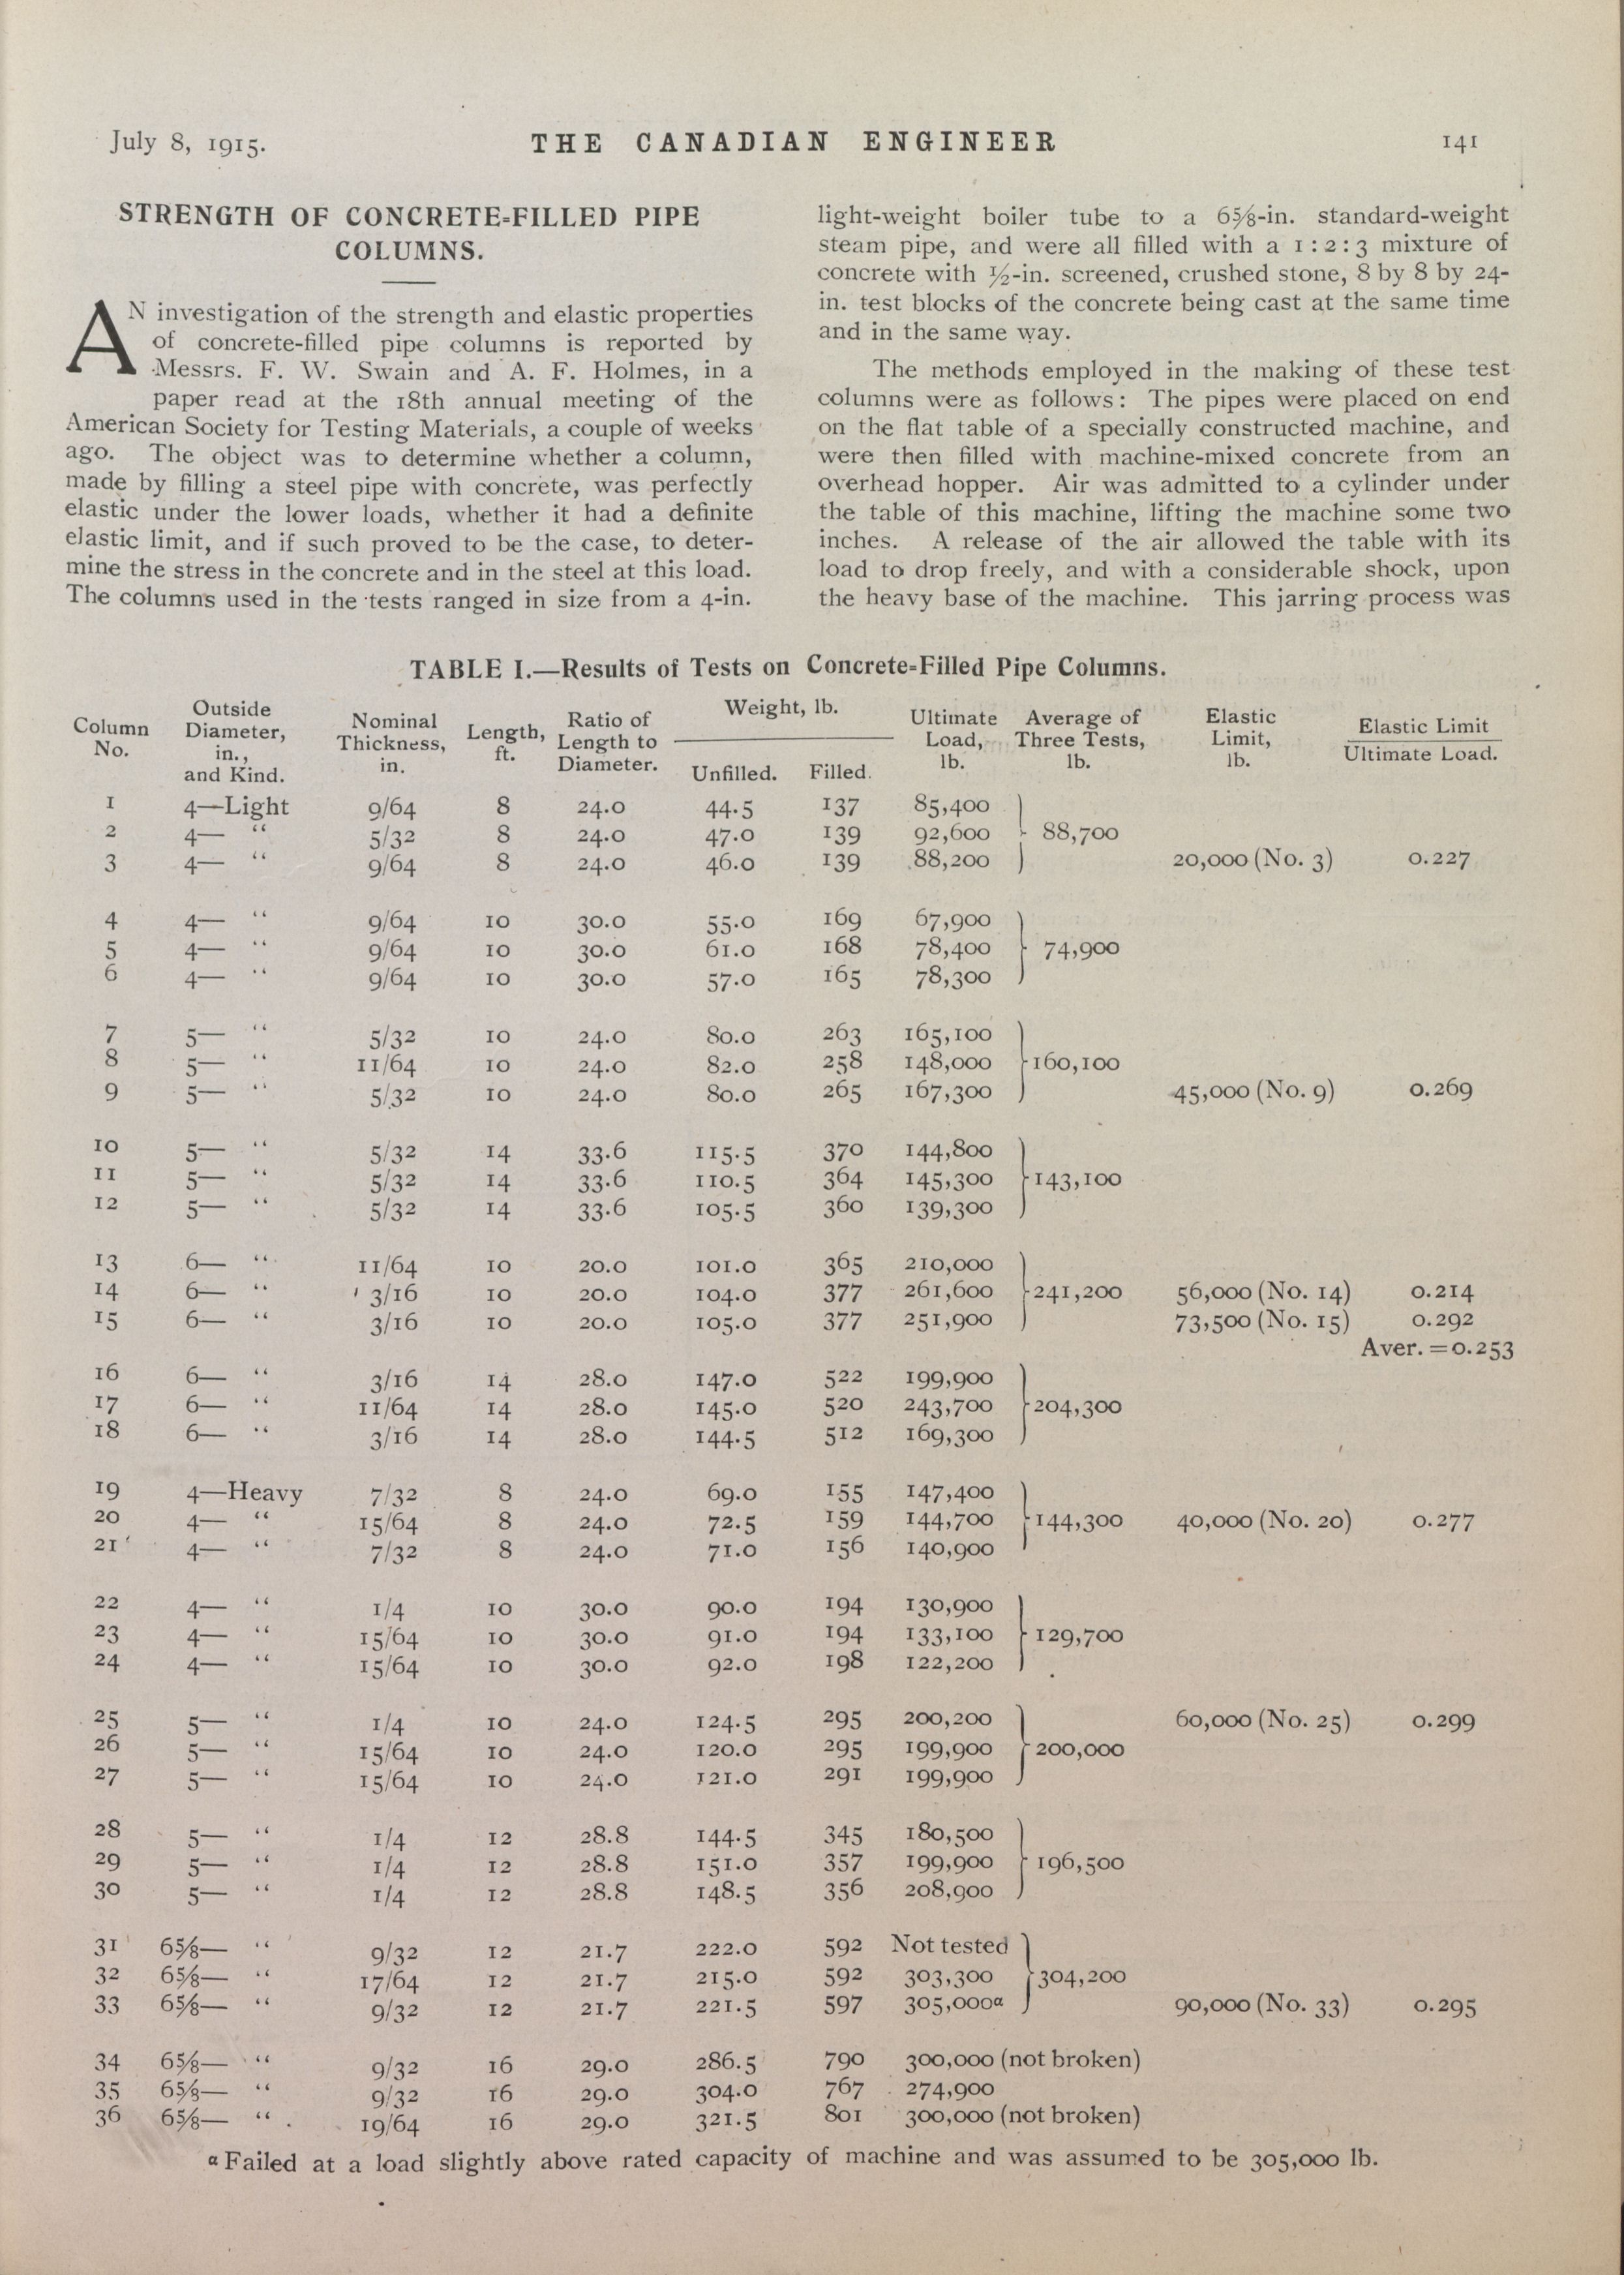 July 8, 1915.
THE CANADIAN ENGINEER
141
STRENGTH OF CONCRETE-FILLED PIPE
COLUMNS.
AN investigation of the strength and elastic properties
of concrete-filled pipe columns is reported by
Messrs. F. W. Swain and A. F. Holmes, in a
paper read at the 18th annual meeting of the
American Society for Testing Materials, a couple of weeks
ago. The object was to determine whether a column,
made by filling a steel pipe with concrete, was perfectly
elastic under the lower loads, whether it had a definite
elastic limit, and if such proved to be the case, to deter-
mine the stress in the concrete and in the steel at this load.
The columns used in the tests ranged in size from a 4-in.
light-weight boiler tube to a 6⅝-in. standard-weight
steam pipe, and were all filled with a 1:2:3 mixture of
concrete with ½-in. screened, crushed stone, 8 by 8 by 24-
in. test blocks of the concrete being cast at the same time
and in the same way.
The methods employed in the making of these test
columns were as follows: The pipes were placed on end
on the flat table of a specially constructed machine, and
were then filled with machine-mixed concrete from an
overhead hopper. Air was admitted to a cylinder under
the table of this machine, lifting the machine some two
inches. A release of the air allowed the table with its
load to drop freely, and with a considerable shock, upon
the heavy base of the machine. This jarring process was
TABLE I.—Results of Tests on Concrete-Filled Pipe Columns.
Column No. Outside Diameter, in., and Kind. Nominal Thickness, in. Length, ft. Ratio of Length to Diameter. Weight, lb. Unfilled. Filled. Ultimate Load, lb. Average of Three Tests, lb. Elastic Limit, lb. Elastic Limit Ultimate Load.
1 4—Light 9/64 8 24.0 44.5 137 85,400
2 4— “ 5/32 8 24.0 47.0 139 92,600 88,700
3 4— “ 9/64 8 24.0 46.0 139 88,200 20,000 (No. 3) 0.227
4 4— “ 9/64 10 30.0 55.0 169 67,900
5 4— “ 9/64 10 30.0 61.0 168 78,400 74,900
6 4— “ 9/64 10 30.0 57.0 165 78,300
7 5— “ 5/32 10 24.0 80.0 263 165,100
8 5— “ 11/64 10 24.0 82.0 258 148,000 160,100
9 5— “ 5/32 10 24.0 80.0 265 167,300 45,000 (No. 9) 0.269
10 5— “ 5/32 14 33.6 115.5 370 144,800
11 5— “ 5/32 14 33.6 110.5 364 145,300 143,100
12 5— “ 5/32 14 33.6 105.5 360 139,300
13 6— “ 11/64 10 20.0 101.0 365 210,000
14 6— “ 3/16 10 20.0 104.0 377 261,600 241,200 56,000 (No. 14) 0.214
15 6— “ 3/16 10 20.0 105.0 377 251,900 73,500 (No. 15) 0.292
Aver. = 0.253
16 6— “ 3/16 14 28.0 147.0 522 199,900
17 6— “ 11/64 14 28.0 145.0 520 243,700 204,300
18 6— “ 3/16 14 28.0 144.5 512 169,300
19 4—Heavy 7/32 8 24.0 69.0 155 147,400
20 4— “ 15/64 8 24.0 72.5 159 144,700 144,300 40,000 (No. 20) 0.277
21 4— “ 7/32 8 24.0 71.0 156 140,900
22 4— “ 1/4 10 30.0 90.0 194 130,900
23 4— “ 15/64 10 30.0 91.0 194 133,100 129,700
24 4— “ 15/64 10 30.0 92.0 198 122,200
25 5— “ 1/4 10 24.0 124.5 295 200,200 60,000 (No. 25) 0.299
26 5— “ 15/64 10 24.0 120.0 295 199,900 200,000
27 5— “ 15/64 10 24.0 121.0 291 199,900
28 5— “ 1/4 12 28.8 144.5 345 180,500
29 5— “ 1/4 12 28.8 151.0 357 199,900 196,500
30 5— “ 1/4 12 28.8 148.5 356 208,900
31 6⅝— “ 9/32 12 21.7 222.0 592 Not tested
32 6⅝— “ 17/64 12 21.7 215.0 592 303,300 304,200
33 6⅝— “ 9/32 12 21.7 221.5 597 305,000α 90,000 (No. 33) 0.295
34 6⅝— “ 9/32 16 29.0 286.5 790 300,000 (not broken)
35 6⅝— “ 9/32 16 29.0 304.0 767 274,900
36 6⅝— “ 19/64 16 29.0 321.5 801 300,000 (not broken)
α Failed at a load slightly above rated capacity of machine and was assumed to be 305,000 lb.